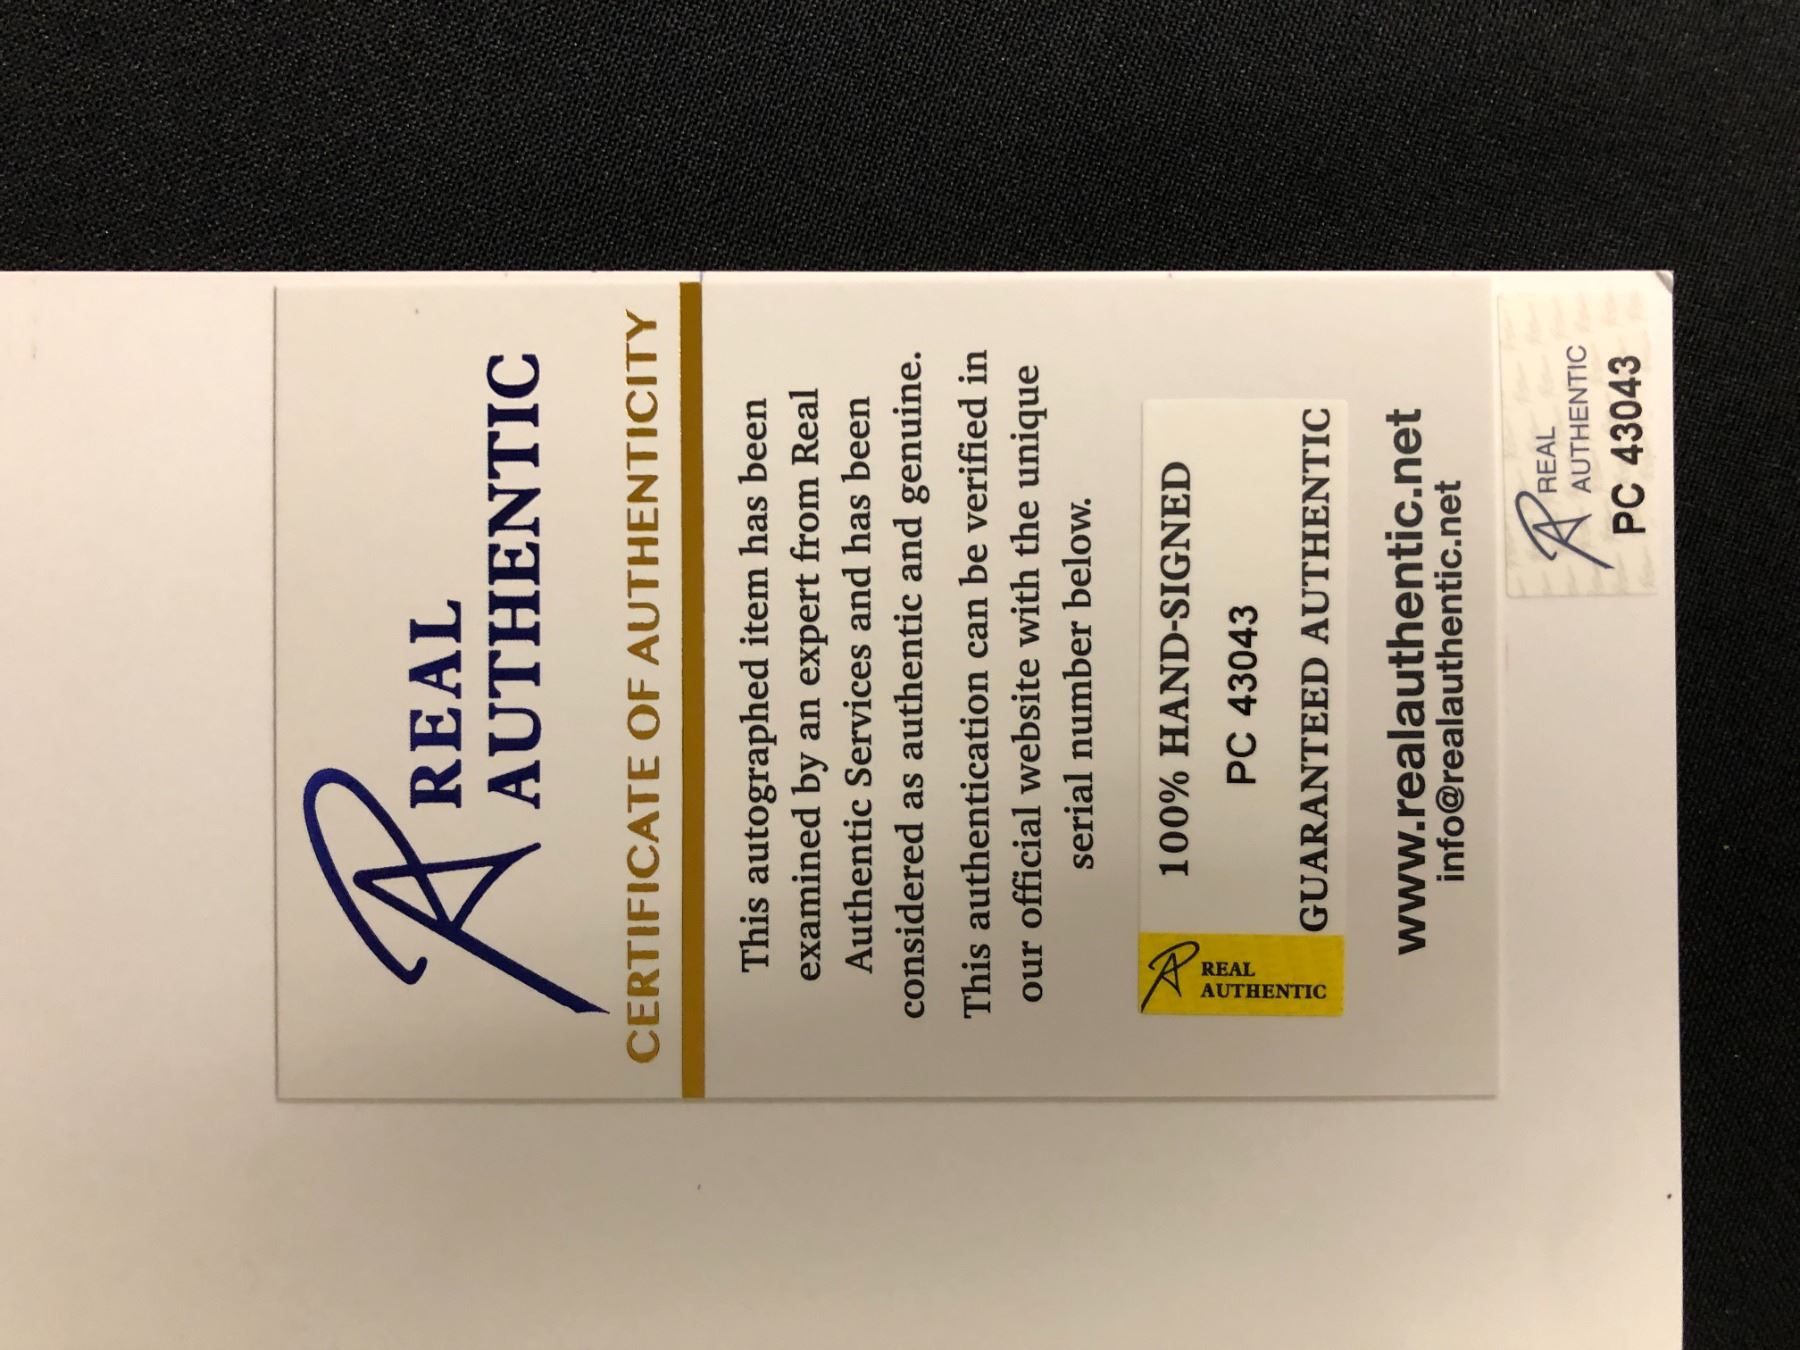 REAL
AUTHENTIC
CERTIFICATE OF AUTHENTICITY
This autographed item has been
examined by an expert from Real
Authentic Services and has been
considered as authentic and genuine.
This authentication can be verified in
our official website with the unique
serial number below.
REAL
AUTHENTIC
100% HAND-SIGNED
PC 43043
GUARANTEED AUTHENTIC
www.realauthentic.net
info@realauthentic.net
REAL
AUTHENTIC
PC 43043